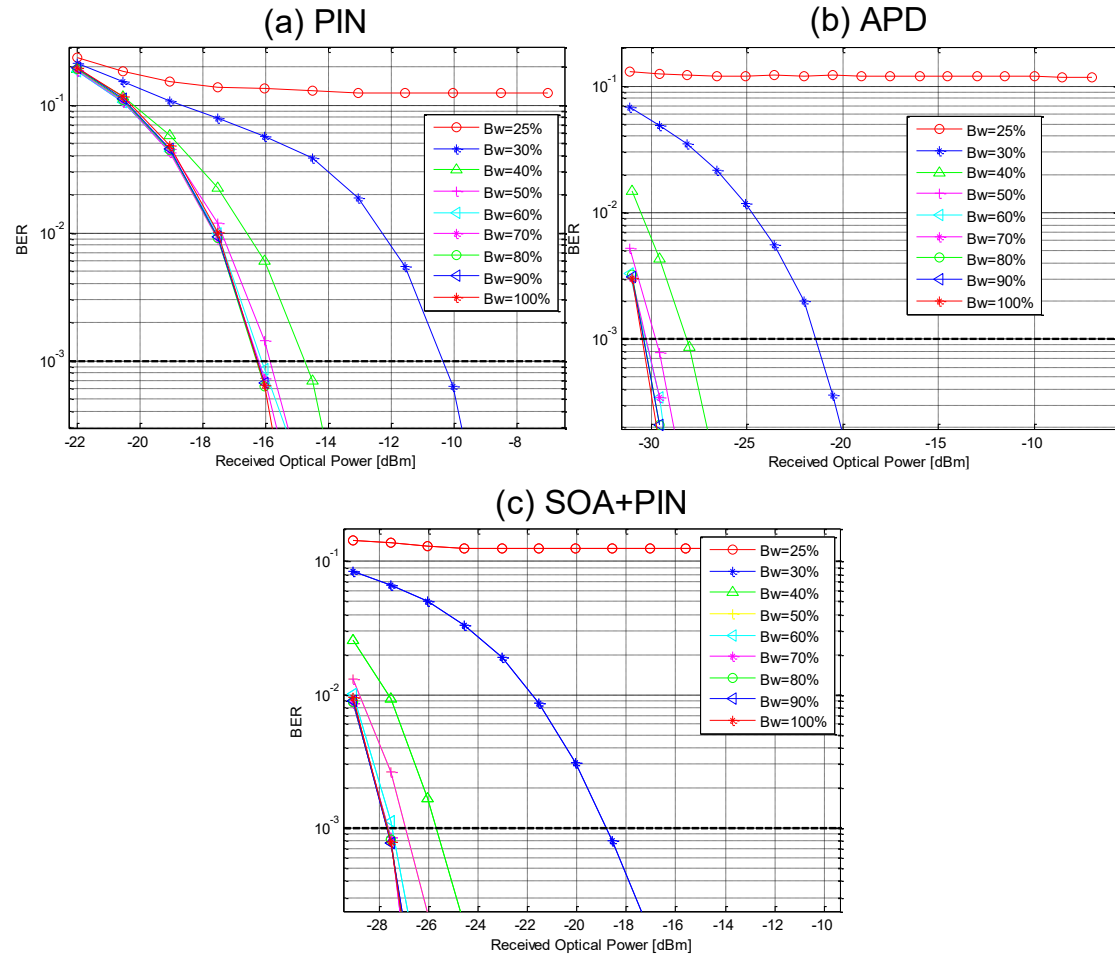 (a) PIN
10^-1
10^-2
10^-3
BER
-22 -20 -18 -16 -14 -12 -10 -8
Received Optical Power [dBm]
Bw=25%
Bw=30%
Bw=40%
Bw=50%
Bw=60%
Bw=70%
Bw=80%
Bw=90%
Bw=100%
(b) APD
10^-1
10^-2
10^-3
BER
-30 -25 -20 -15 -10
Received Optical Power [dBm]
Bw=25%
Bw=30%
Bw=40%
Bw=50%
Bw=60%
Bw=70%
Bw=80%
Bw=90%
Bw=100%
(c) SOA+PIN
10^-1
10^-2
10^-3
BER
-28 -26 -24 -22 -20 -18 -16 -14 -12 -10
Received Optical Power [dBm]
Bw=25%
Bw=30%
Bw=40%
Bw=50%
Bw=60%
Bw=70%
Bw=80%
Bw=90%
Bw=100%